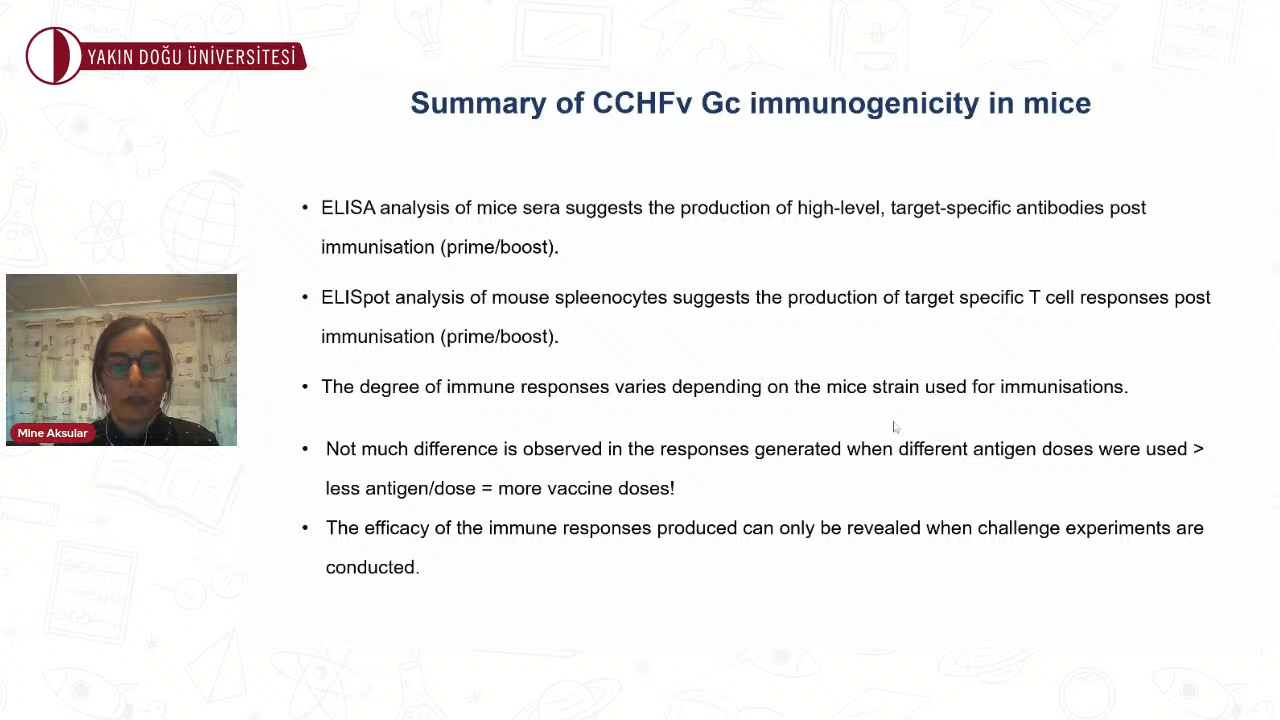 YAKIN DOĞU ÜNİVERSİTESİ
Summary of CCHFv Gc immunogenicity in mice
• ELISA analysis of mice sera suggests the production of high-level, target-specific antibodies post
immunisation (prime/boost).
• ELISpot analysis of mouse spleenocytes suggests the production of target specific T cell responses post
immunisation (prime/boost).
• The degree of immune responses varies depending on the mice strain used for immunisations.
• Not much difference is observed in the responses generated when different antigen doses were used >
less antigen/dose = more vaccine doses!
• The efficacy of the immune responses produced can only be revealed when challenge experiments are
conducted.
Mine Aksular